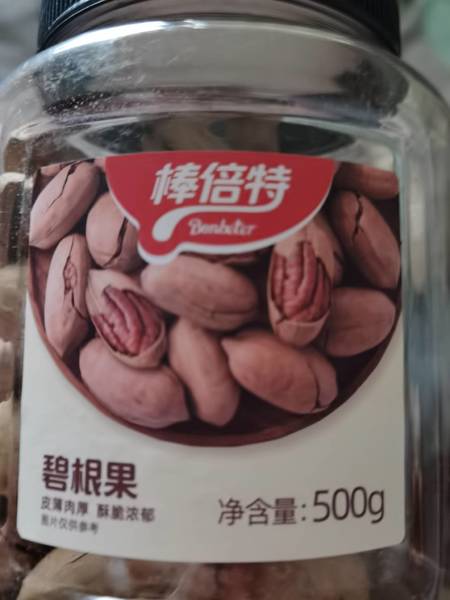 棒倍特
Bonbeter
碧根果
皮薄肉厚 酥脆浓郁
图片仅供参考
净含量:500g